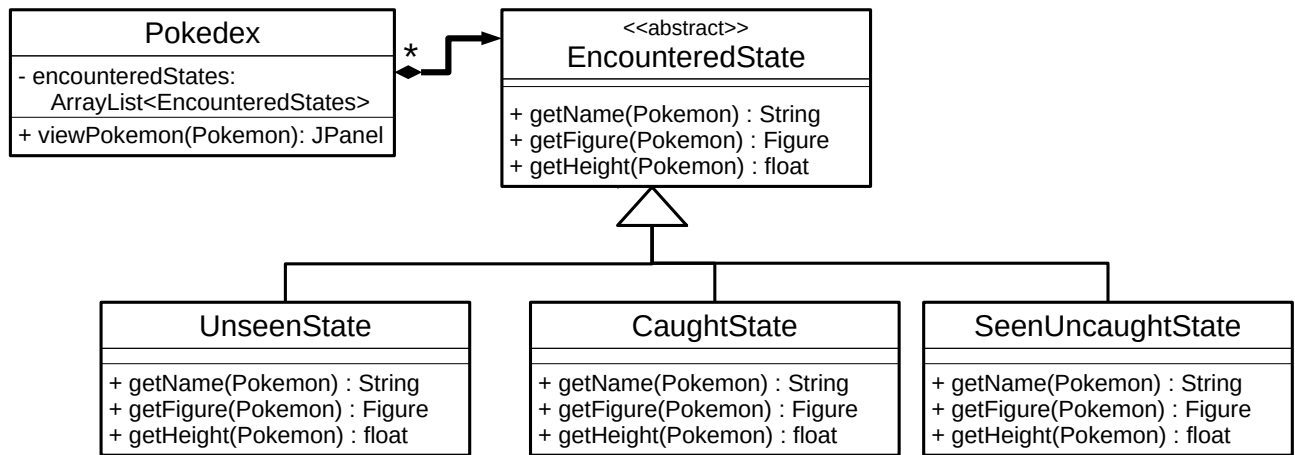 Pokedex
- encounteredStates:
ArrayList<EncounteredStates>
+ viewPokemon(Pokemon): JPanel
*
<<abstract>>
EncounteredState
+ getName(Pokemon) : String
+ getFigure(Pokemon) : Figure
+ getHeight(Pokemon) : float
UnseenState
+ getName(Pokemon) : String
+ getFigure(Pokemon) : Figure
+ getHeight(Pokemon) : float
CaughtState
+ getName(Pokemon) : String
+ getFigure(Pokemon) : Figure
+ getHeight(Pokemon) : float
SeenUncaughtState
+ getName(Pokemon) : String
+ getFigure(Pokemon) : Figure
+ getHeight(Pokemon) : float